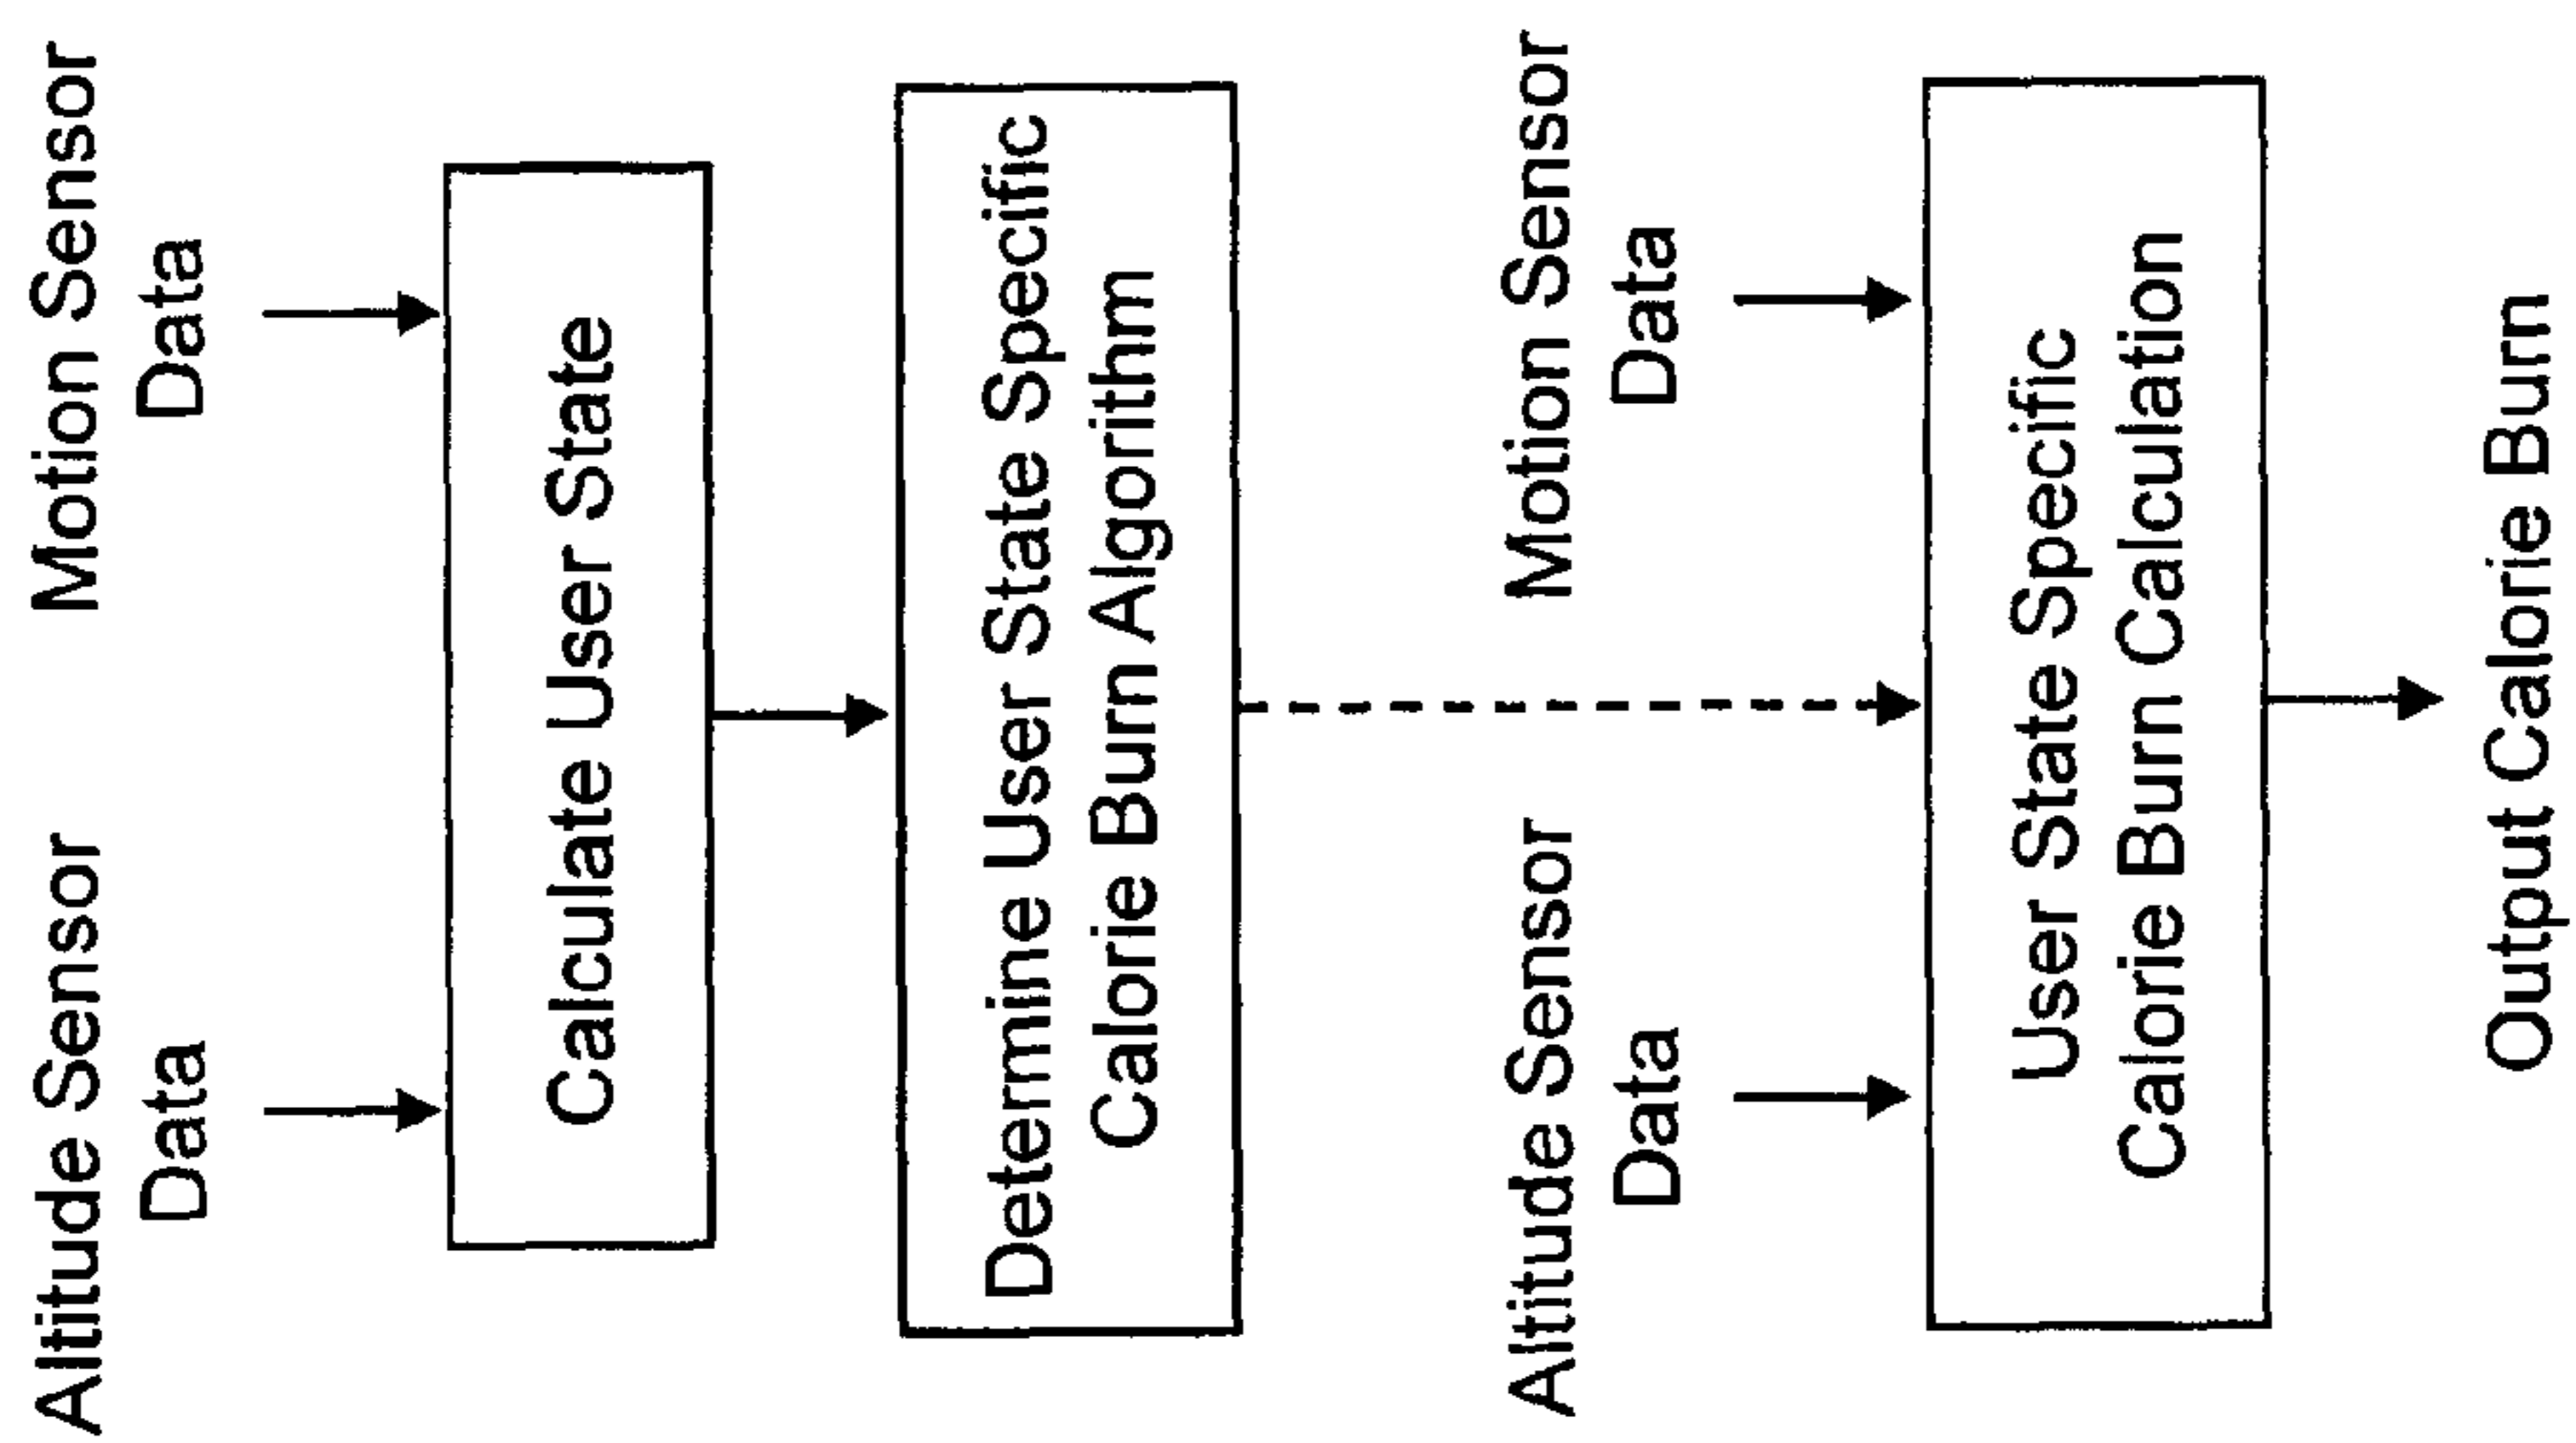 Altitude Sensor
Data
Motion Sensor
Data
Calculate User State
Determine User State Specific
Calorie Burn Algorithm
Altitude Sensor
Data
Motion Sensor
Data
User State Specific
Calorie Burn Calculation
Output Calorie Burn